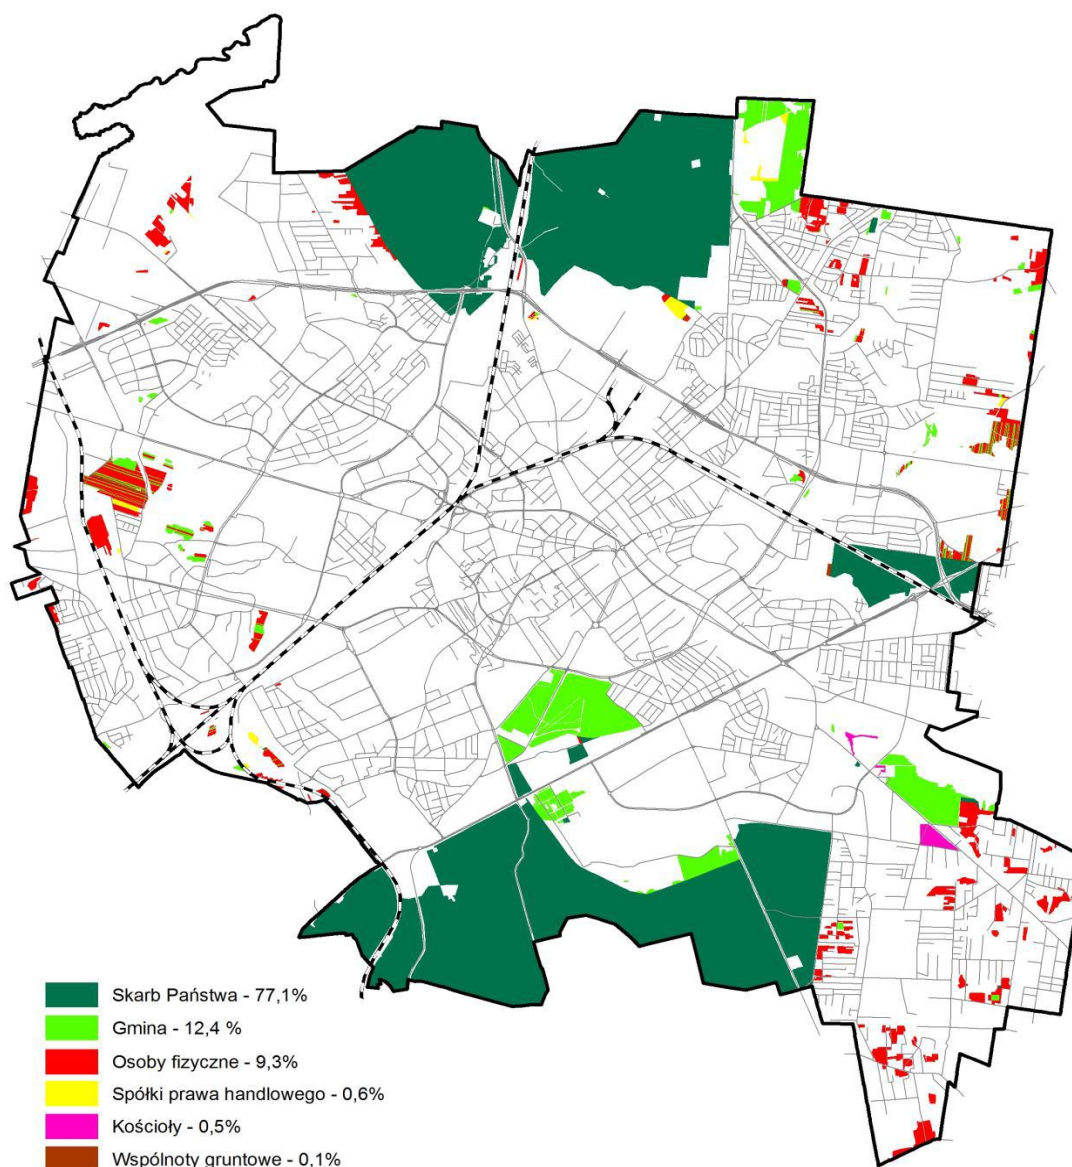 Skarb Państwa - 77,1%
Gmina - 12,4 %
Osoby fizyczne - 9,3%
Spółki prawa handlowego - 0,6%
Kościoły - 0,5%
Wspólnoty gruntowe - 0,1%